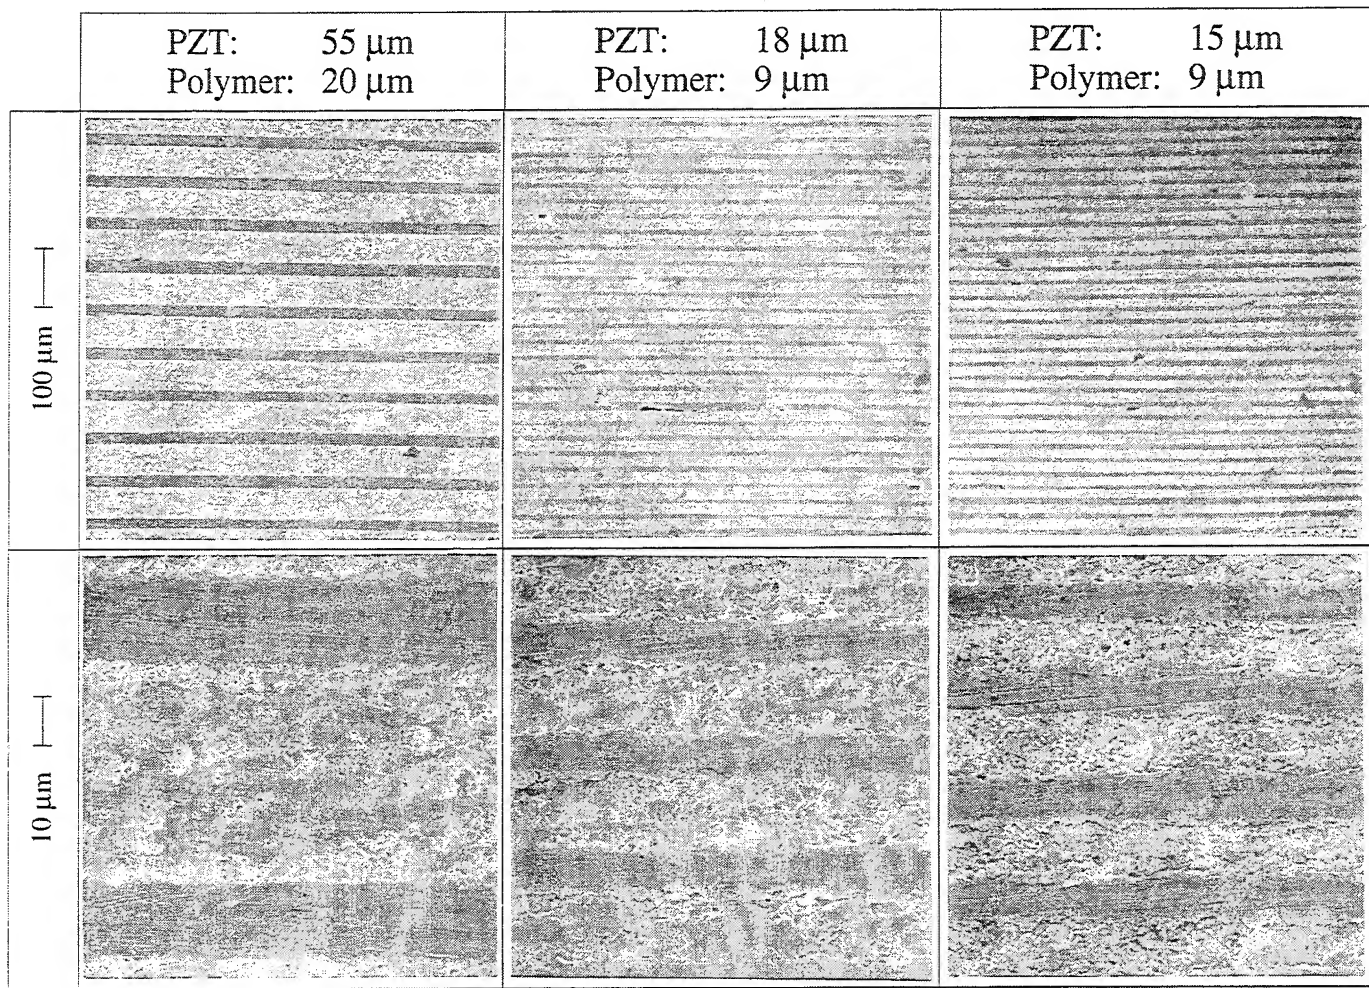 PZT: 55 μm
Polymer: 20 μm
PZT: 18 μm
Polymer: 9 μm
PZT: 15 μm
Polymer: 9 μm
100 μm
10 μm